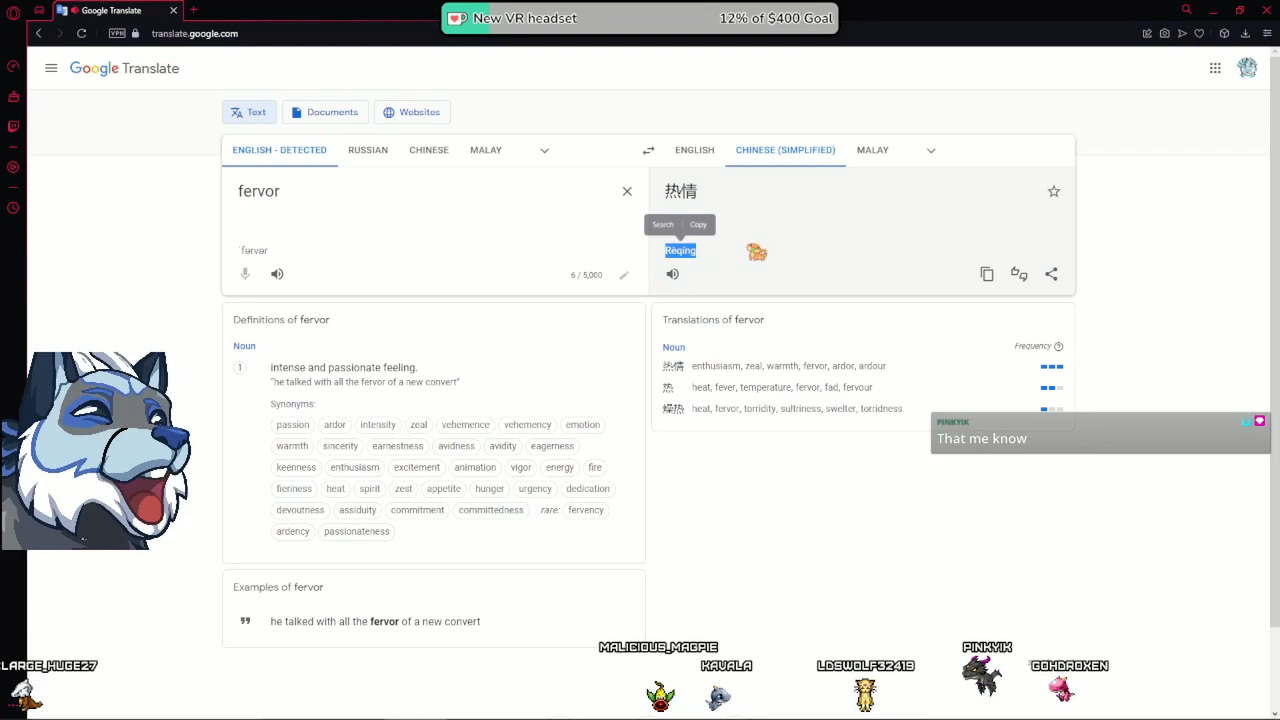 Google Translate
New VR headset 12% of $400 Goal
VPN translate.google.com
Google Translate
Text Documents Websites
ENGLISH - DETECTED RUSSIAN CHINESE MALAY
ENGLISH CHINESE (SIMPLIFIED) MALAY
fervor
热情
Search Copy
ˈfərvər
Rèqíng
6 / 5,000
Definitions of fervor
Noun
1 intense and passionate feeling.
"he talked with all the fervor of a new convert"
Synonyms:
passion ardor intensity zeal vehemence vehemency emotion
warmth sincerity earnestness avidness avidity eagerness
keenness enthusiasm excitement animation vigor energy fire
fieriness heat spirit zest appetite hunger urgency dedication
devoutness assiduity commitment committedness rare: fervency
ardency passionateness
Translations of fervor
Noun Frequency
热情 enthusiasm, zeal, warmth, fervor, ardor, ardour
热 heat, fever, temperature, fervor, fad, fervour
燥热 heat, fervor, torridity, sultriness, swelter, torridness
PINKYIK
That me know
Examples of fervor
he talked with all the fervor of a new convert
MALICIOUS_MAGPIE
PINKYIK
LARGE_HUGE27
KAVALA
LDSWOLF32419
GOHDROXEN